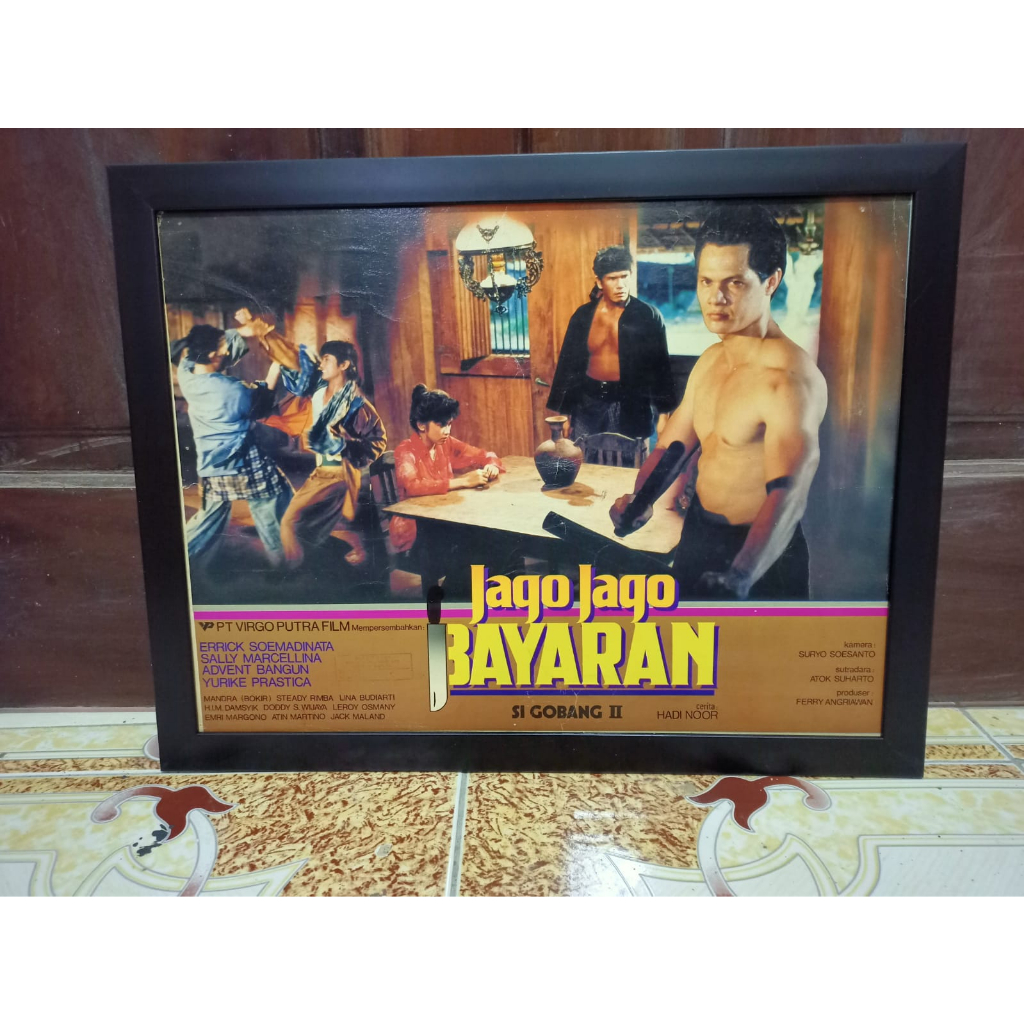 Jago Jago
BAYARAN
SI GOBANG II
VP PT VIRGO PUTRA FILM Mempersembahkan:
ERRICK SOEMADINATA
SALLY MARCELLINA
ADVENT BANGUN
YURIKE PRASTICA
MANDRA (ROKIR) STEADY RIMBA LINA BUDIARTI
H.I.M. DAMSYIK DODDY S. WIJAYA LEROY OSMANY
EMRI MARGONO ATIN MARTINO JACK MALAND
cerita:
HADI NOOR
kamera:
SURYO SOESANTO
sutradara:
ATOK SUHARTO
produser:
FERRY ANGRIAWAN